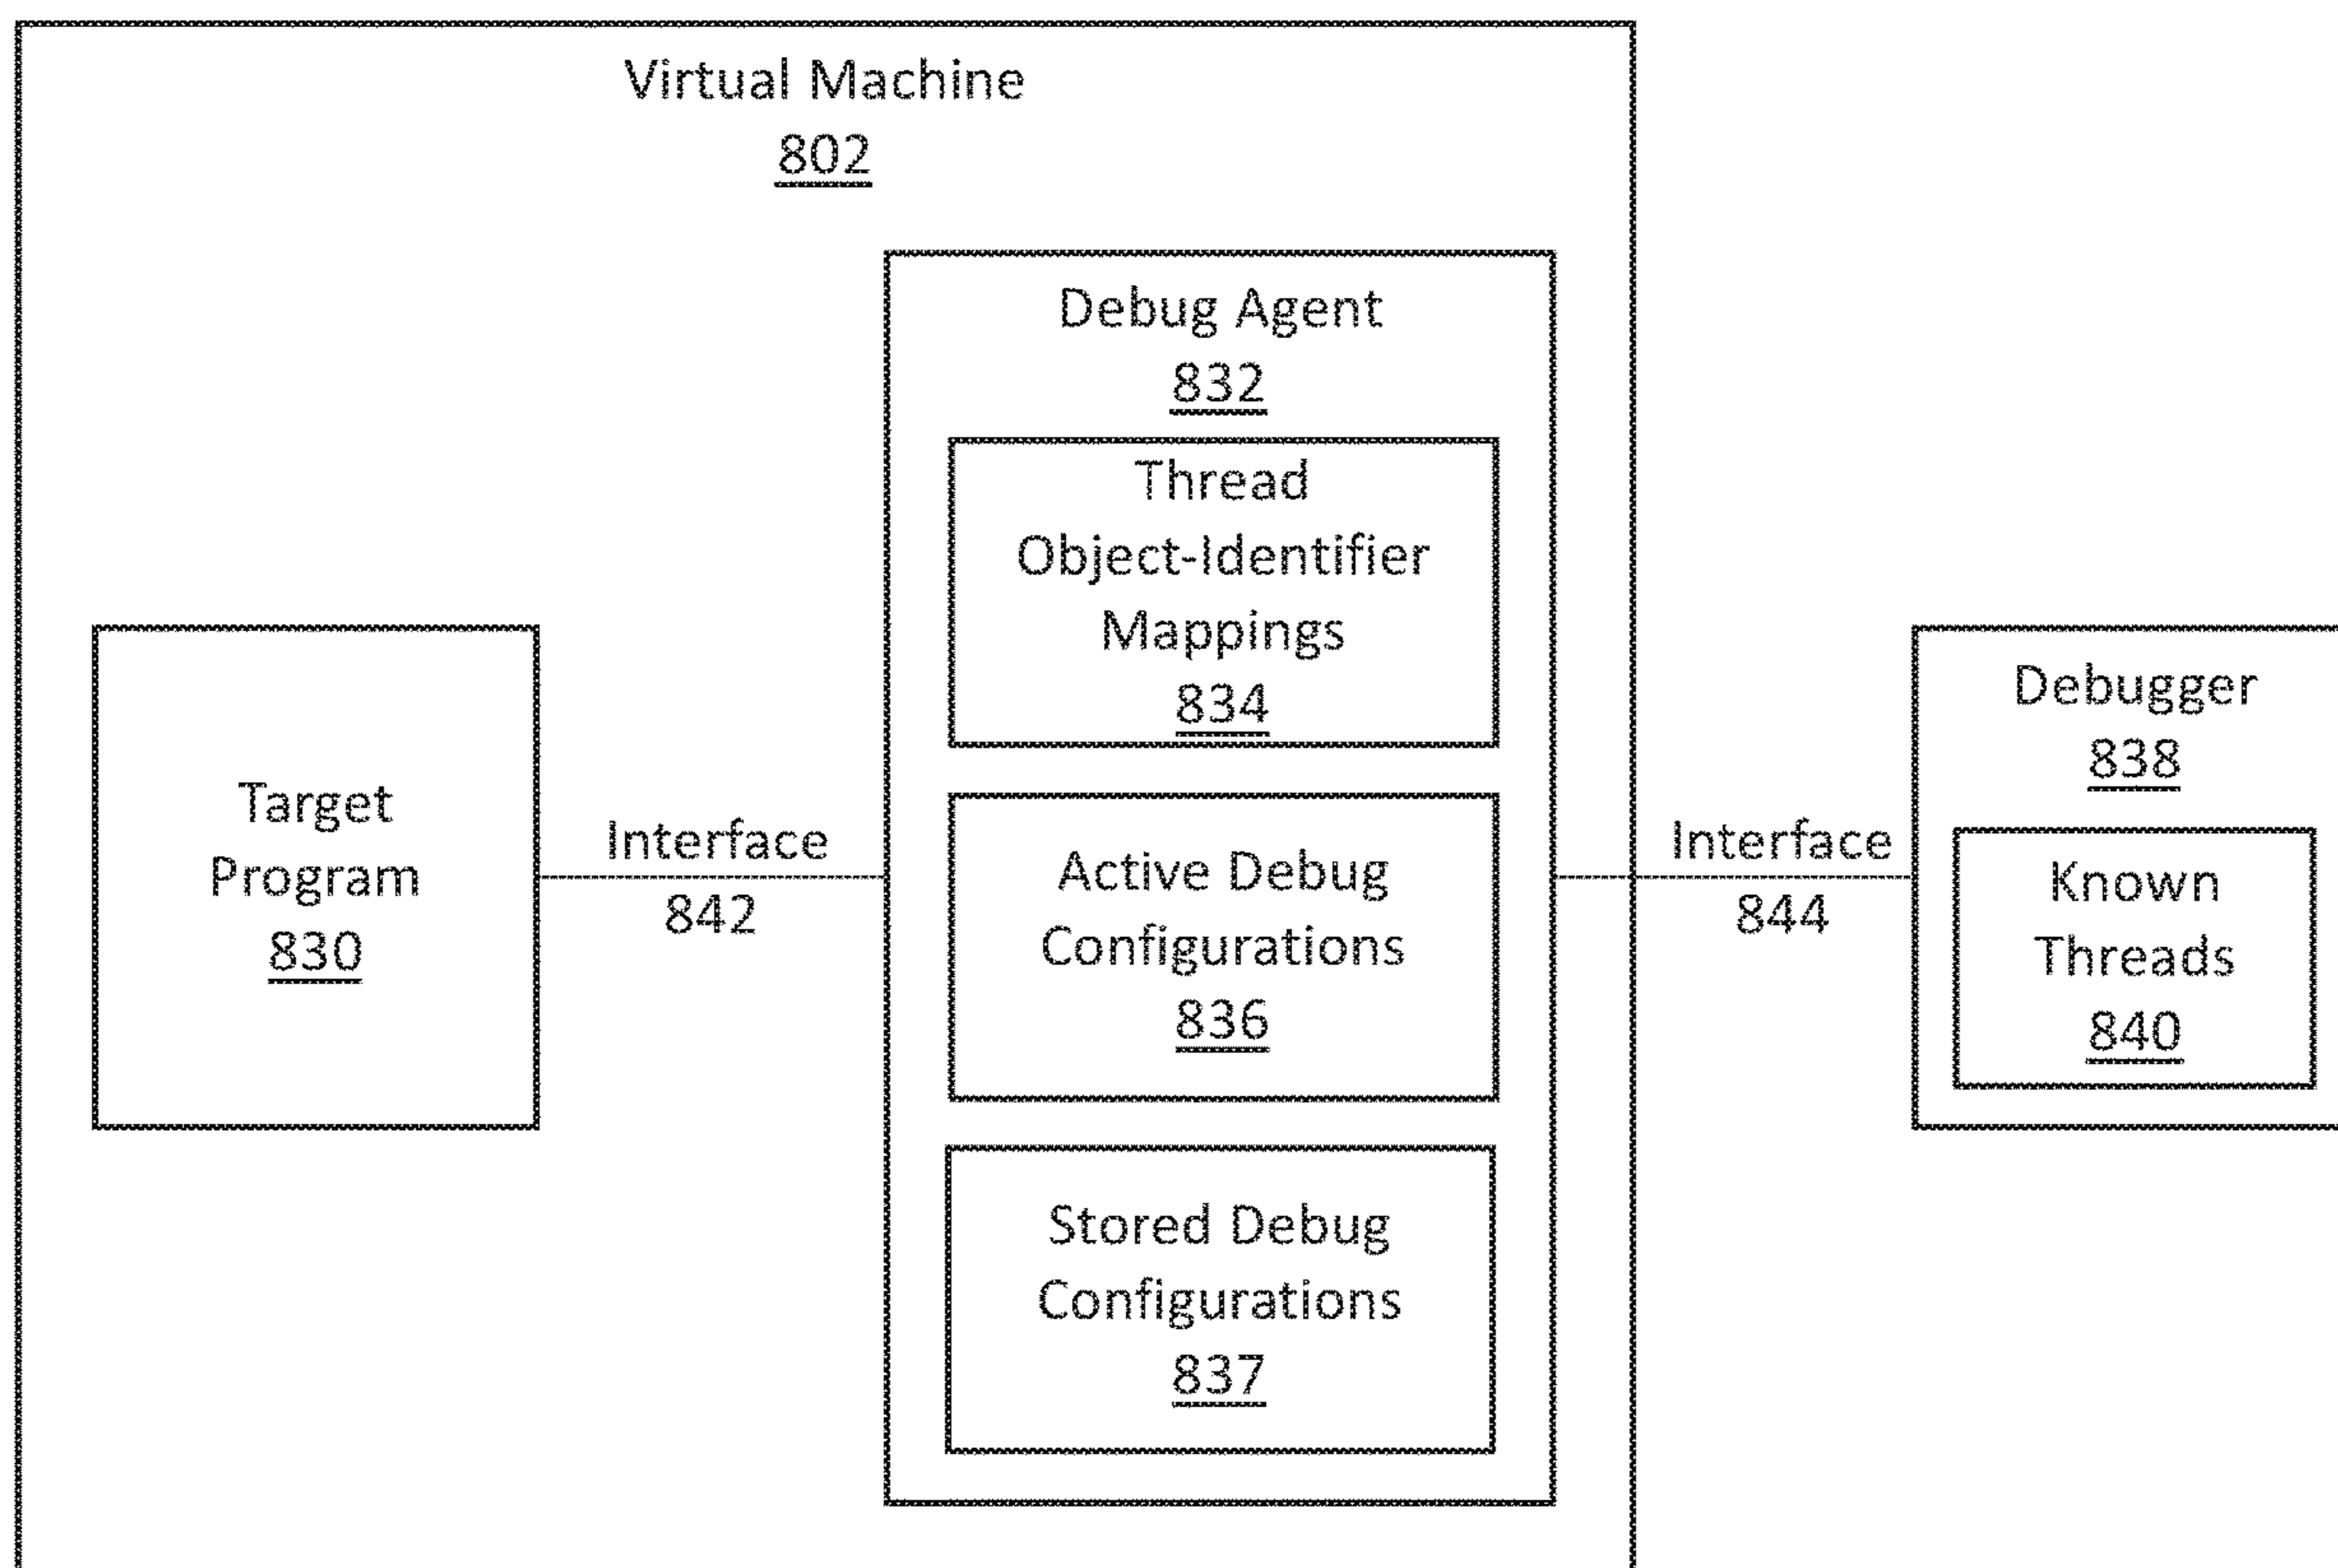 Virtual Machine
802
Debug Agent
832
Thread
Object-Identifier
Mappings
834
Target
Program
830
Interface
842
Active Debug
Configurations
836
Stored Debug
Configurations
837
Interface
844
Debugger
838
Known
Threads
840